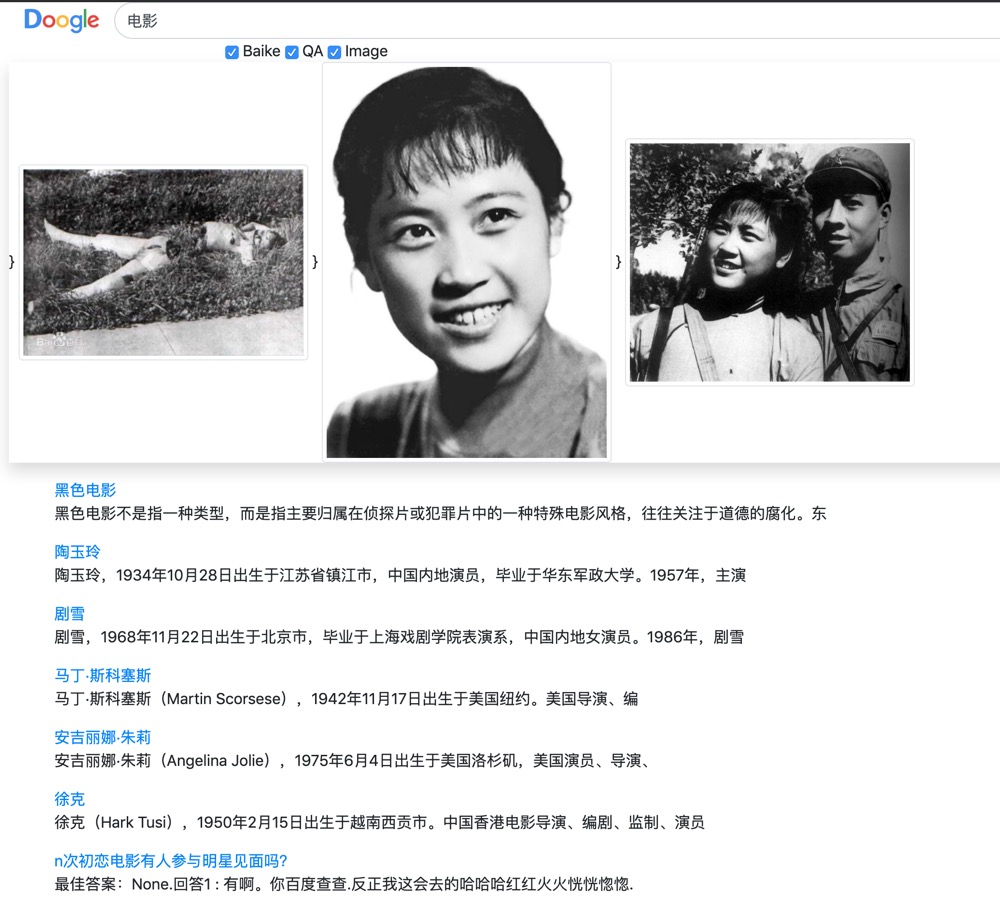 Doogle
电影
Baike QA Image
}
}
}
黑色电影
黑色电影不是指一种类型，而是指主要归属在侦探片或犯罪片中的一种特殊电影风格，往往关注于道德的腐化。东
陶玉玲
陶玉玲，1934年10月28日出生于江苏省镇江市，中国内地演员，毕业于华东军政大学。1957年，主演
剧雪
剧雪，1968年11月22日出生于北京市，毕业于上海戏剧学院表演系，中国内地女演员。1986年，剧雪
马丁·斯科塞斯
马丁·斯科塞斯（Martin Scorsese），1942年11月17日出生于美国纽约。美国导演、编
安吉丽娜·朱莉
安吉丽娜·朱莉（Angelina Jolie），1975年6月4日出生于美国洛杉矶，美国演员、导演、
徐克
徐克（Hark Tusi），1950年2月15日出生于越南西贡市。中国香港电影导演、编剧、监制、演员
n次初恋电影有人参与明星见面吗?
最佳答案：None.回答1 : 有啊。你百度查查.反正我这会去的哈哈哈红红火火恍恍惚惚.